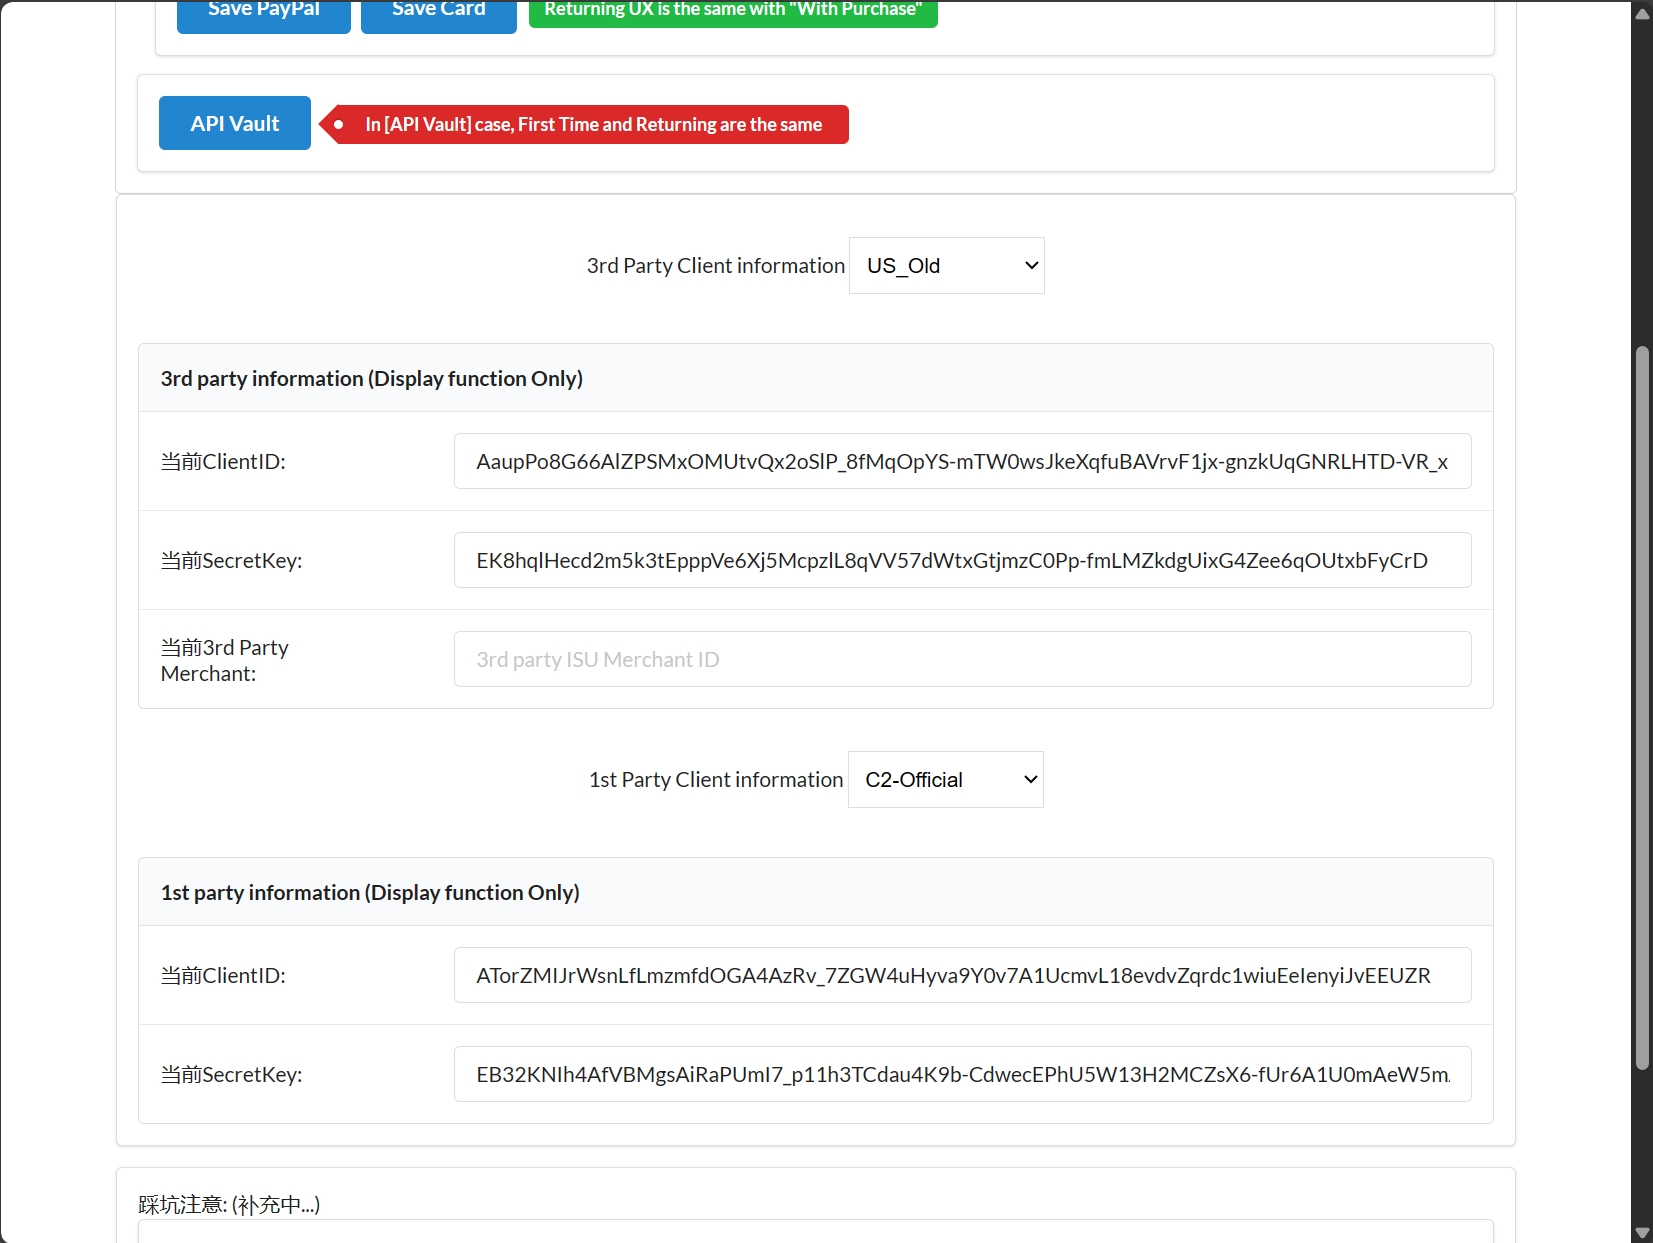 Save PayPal
Save Card
Returning UX is the same with "With Purchase"
API Vault
In [API Vault] case, First Time and Returning are the same
3rd Party Client information
US_Old
3rd party information (Display function Only)
当前ClientID:
AaupPo8G66AlZPSMxOMUtvQx2oSlP_8fMqOpYS-mTW0wsJkeXqfuBAVrvF1jx-gnzkUqGNRLHTD-VR_x
当前SecretKey:
EK8hqlHecd2m5k3tEpppVe6Xj5McpzlL8qVV57dWtxGtjmzC0Pp-fmLMZkdgUixG4Zee6qOUtxbFyCrD
当前3rd Party
Merchant:
3rd party ISU Merchant ID
1st Party Client information
C2-Official
1st party information (Display function Only)
当前ClientID:
ATorZMIJrWsnLfLmzmfdOGA4AzRv_7ZGW4uHyva9Y0v7A1UcmvL18evdvZqrdc1wiuEeIenyiJvEEUZR
当前SecretKey:
EB32KNIh4AfVBMgsAiRaPUmI7_p11h3TCdau4K9b-CdwecEPhU5W13H2MCZsX6-fUr6A1U0mAeW5m
踩坑注意: (补充中...)